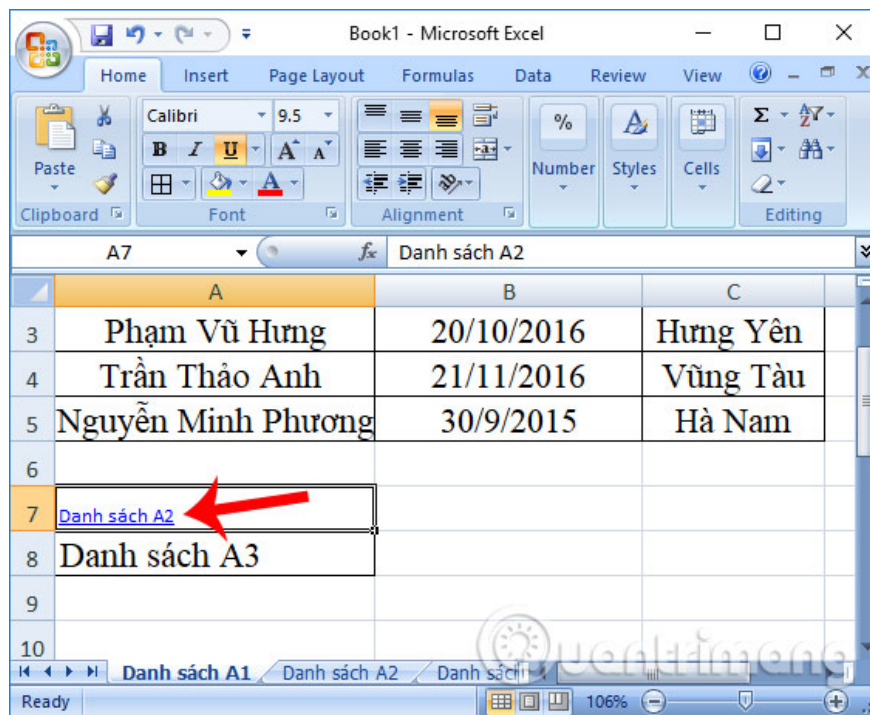 Book1 - Microsoft Excel
Home Insert Page Layout Formulas Data Review View
Calibri 9.5
B I U A A
Paste A % A Σ A Z
Number Styles Cells
Clipboard Font Alignment Editing
A7 fx Danh sách A2
A B C
3 Phạm Vũ Hưng 20/10/2016 Hưng Yên
4 Trần Thảo Anh 21/11/2016 Vũng Tàu
5 Nguyễn Minh Phương 30/9/2015 Hà Nam
6
7 Danh sách A2
8 Danh sách A3
9
10
Quantrimang
Danh sách A1 Danh sách A2 Danh sách
Ready 106%